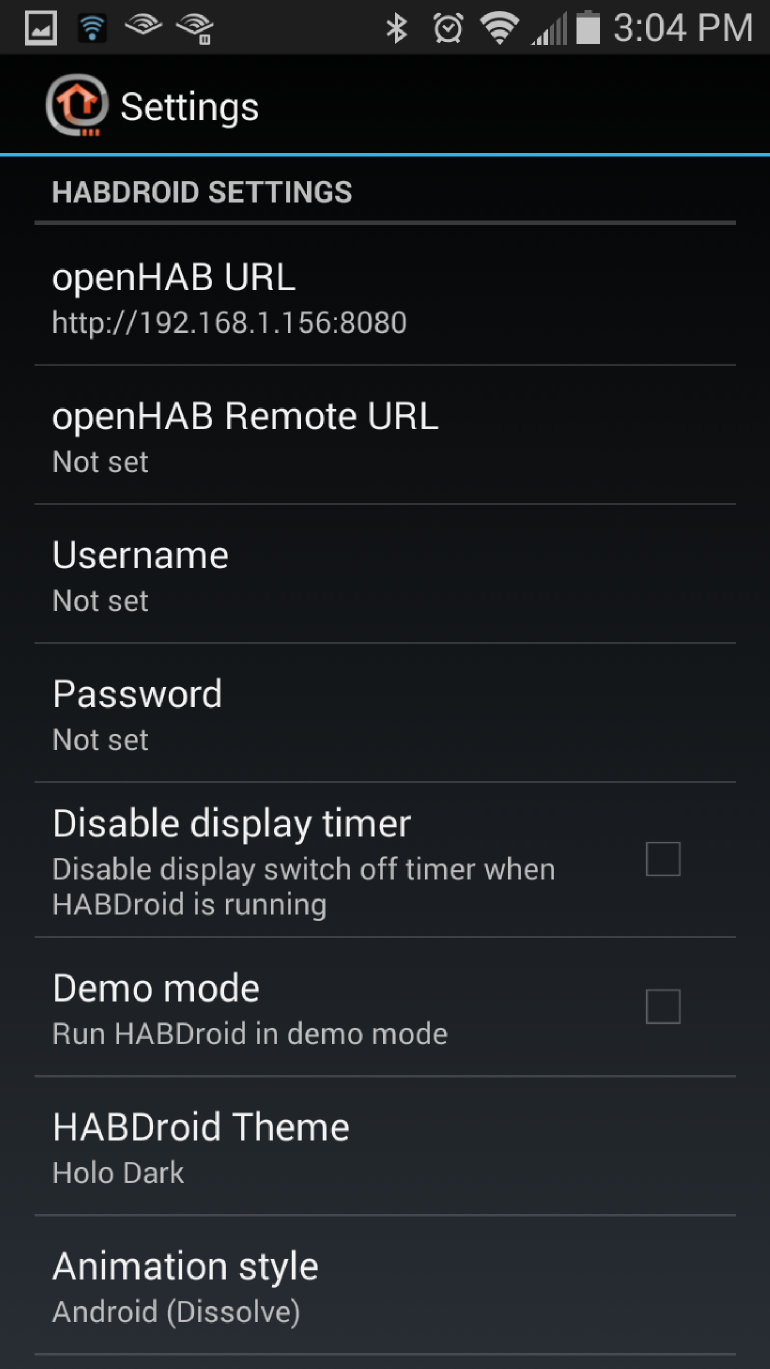 3:04 PM
Settings
HABDROID SETTINGS
openHAB URL
http://192.168.1.156:8080
openHAB Remote URL
Not set
Username
Not set
Password
Not set
Disable display timer
Disable display switch off timer when
HABDroid is running
Demo mode
Run HABDroid in demo mode
HABDroid Theme
Holo Dark
Animation style
Android (Dissolve)